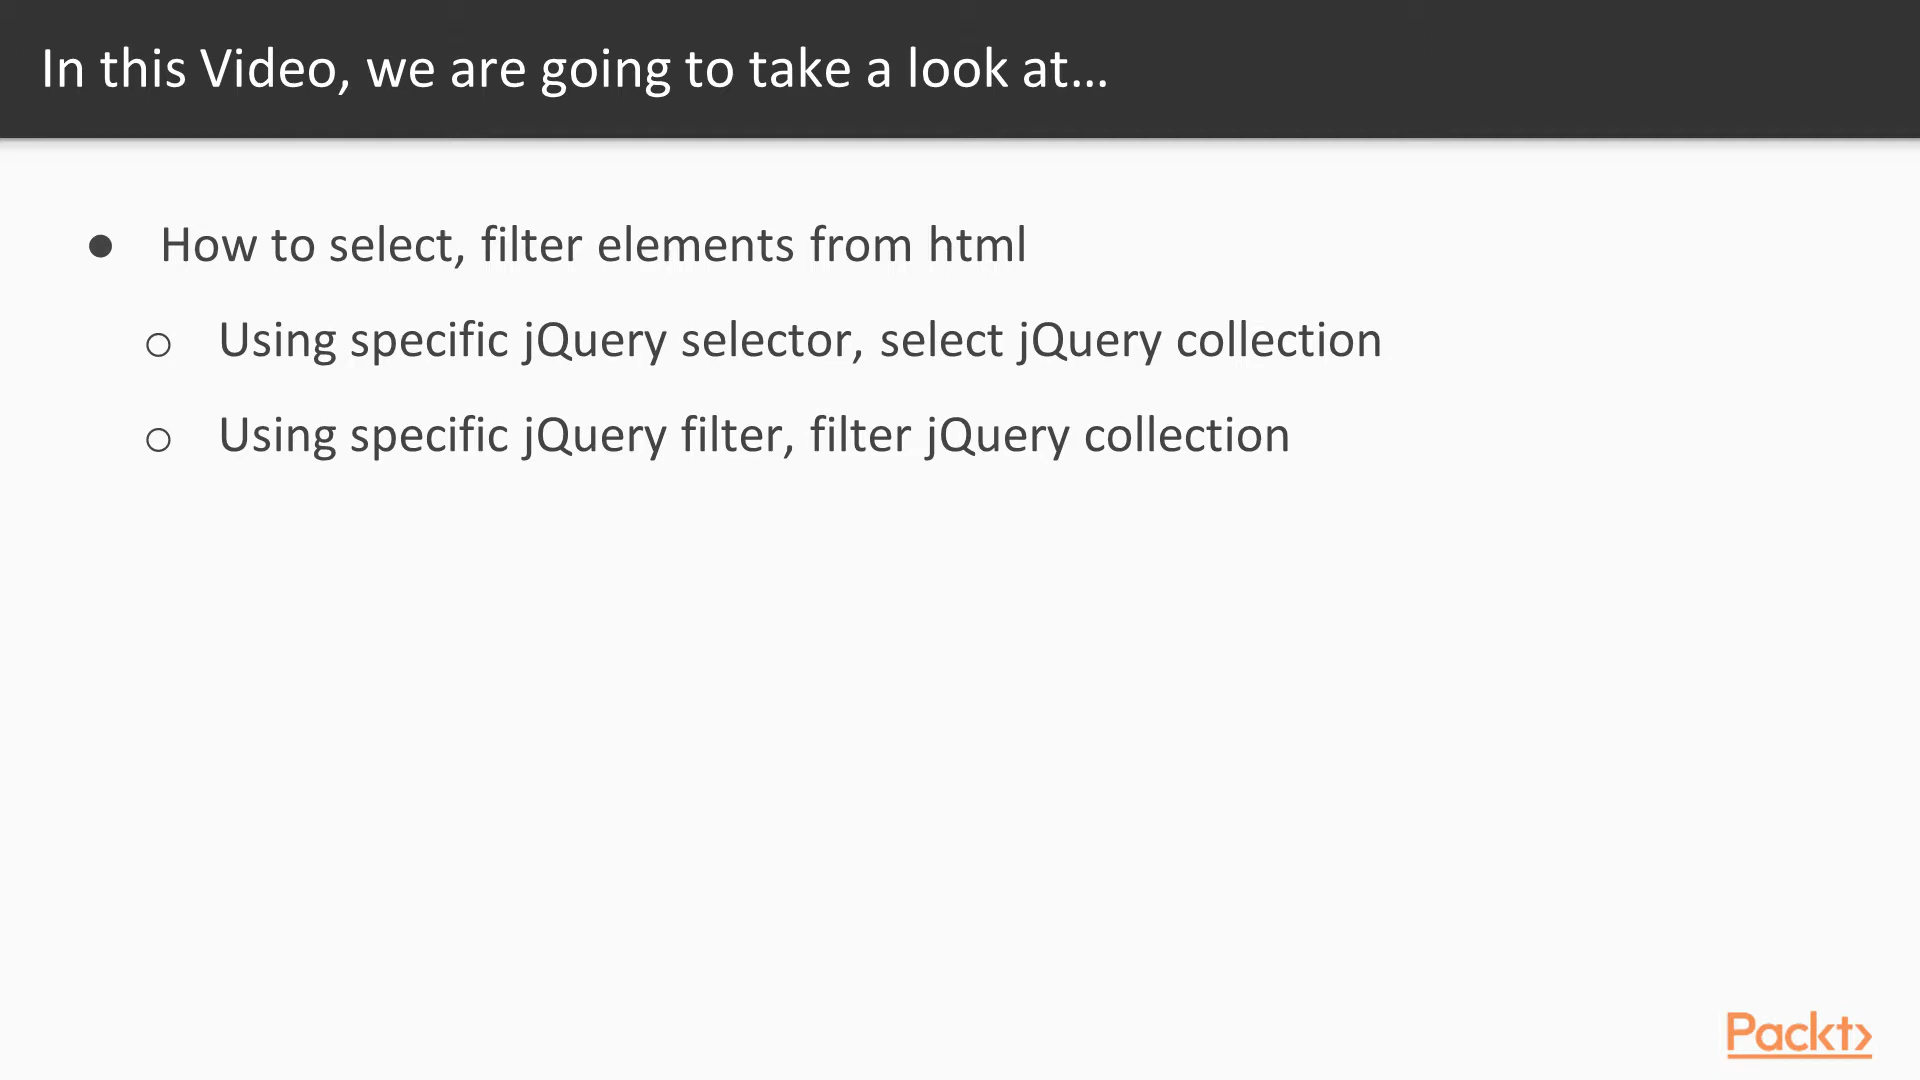 In this Video, we are going to take a look at...
● How to select, filter elements from html
○ Using specific jQuery selector, select jQuery collection
○ Using specific jQuery filter, filter jQuery collection
Packt>